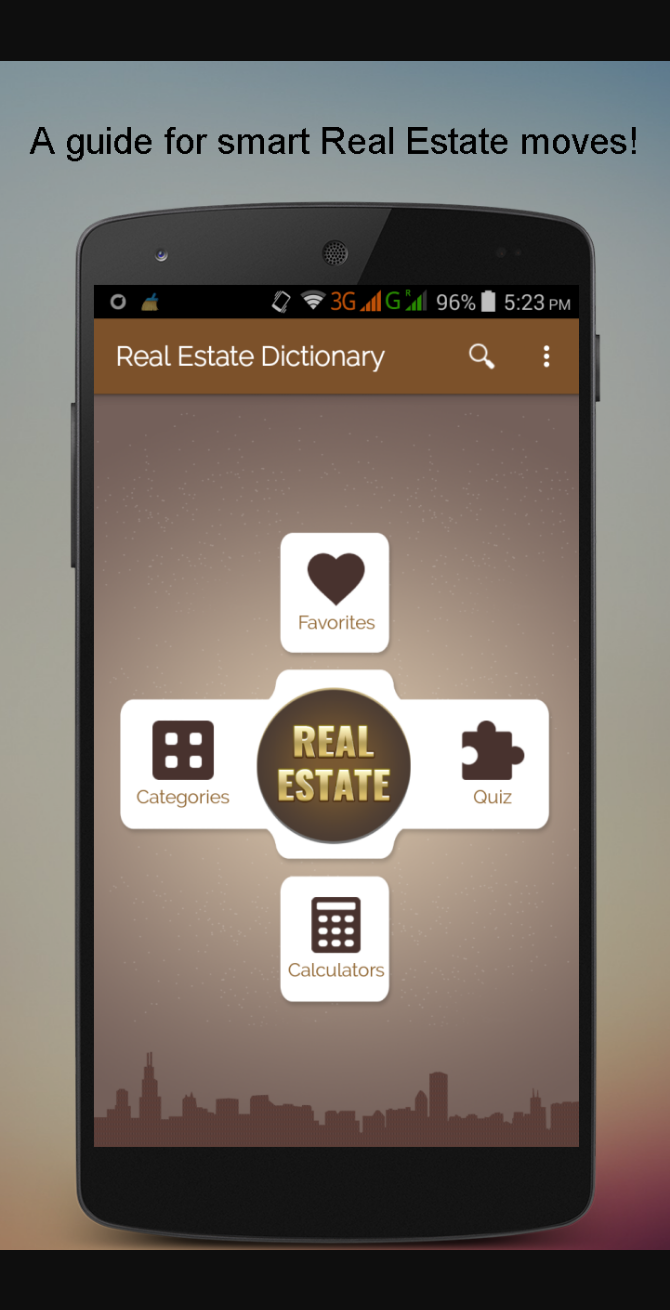 A guide for smart Real Estate moves!
3G G R 96% 5:23 PM
Real Estate Dictionary
Favorites
REAL
ESTATE
Categories
Quiz
Calculators